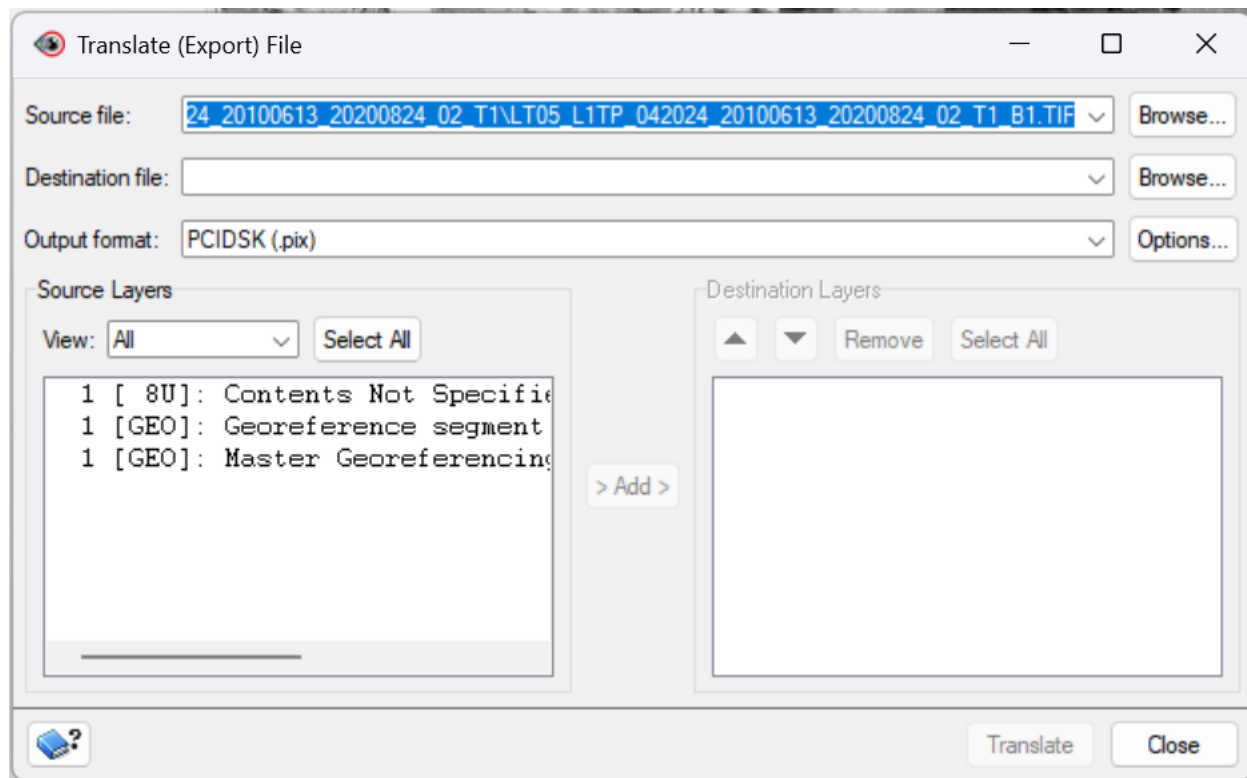 Translate (Export) File
Source file: 24_20100613_20200824_02_T1\LT05_L1TP_042024_20100613_20200824_02_T1_B1.TIF Browse...
Destination file: Browse...
Output format: PCIDSK (.pix) Options...
Source Layers
View: All Select All
1 [ 8U]: Contents Not Specifie
1 [GEO]: Georeference segment
1 [GEO]: Master Georeferencing
> Add >
Destination Layers
Remove Select All
?
Translate Close